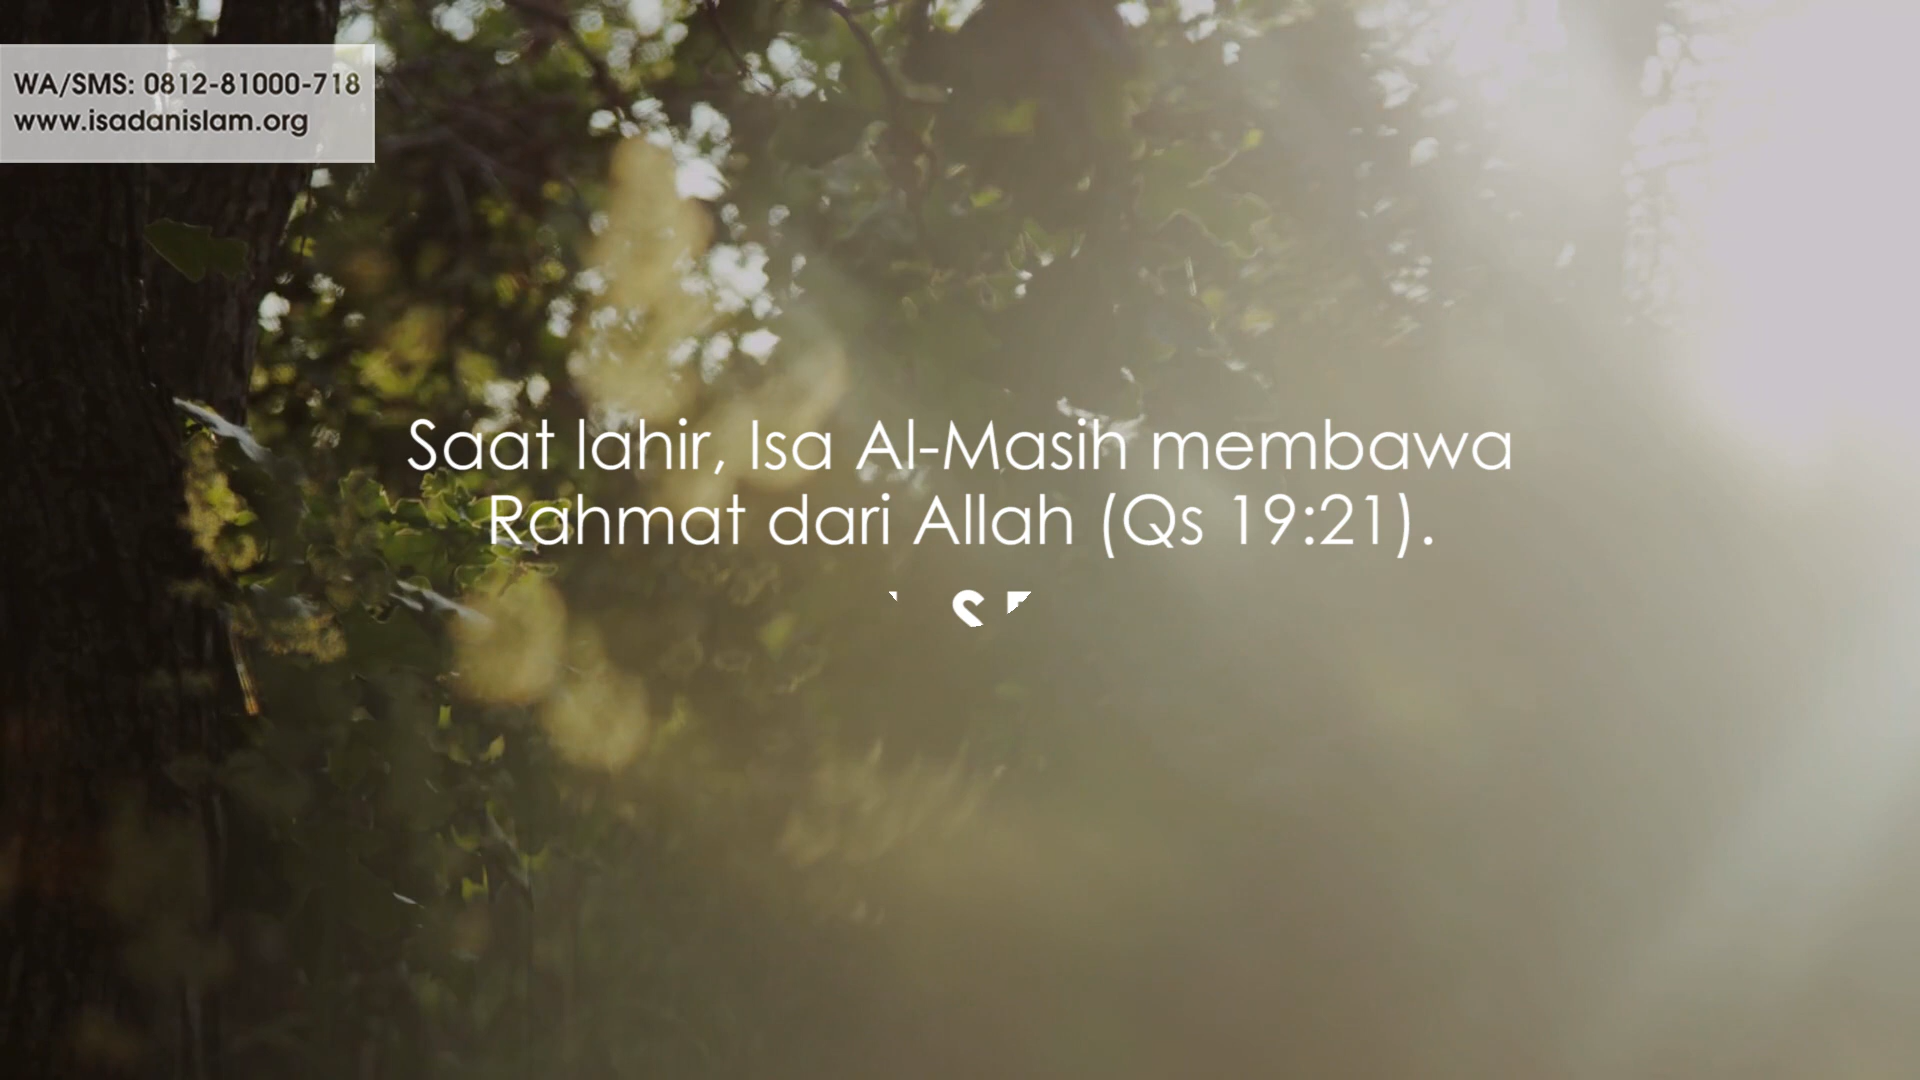 WA/SMS: 0812-81000-718
www.isadanislam.org
Saat lahir, Isa Al-Masih membawa
Rahmat dari Allah (Qs 19:21).